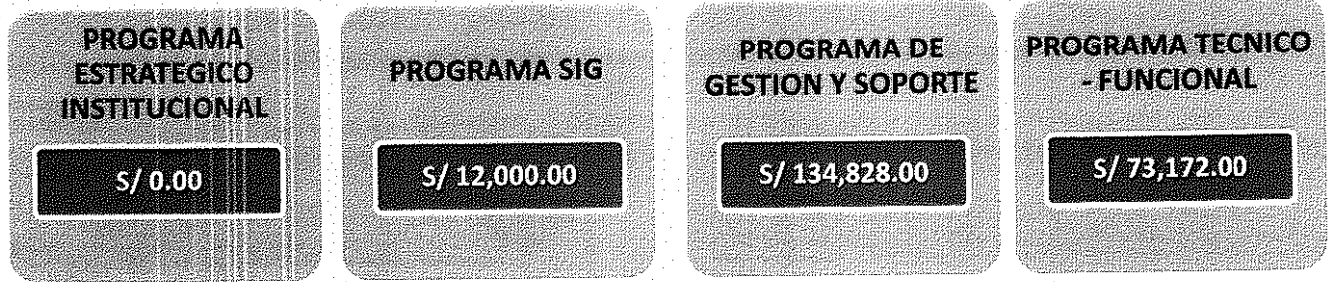 PROGRAMA
ESTRATEGICO
INSTITUCIONAL
S/ 0.00
PROGRAMA SIG
S/ 12,000.00
PROGRAMA DE
GESTION Y SOPORTE
S/ 134,828.00
PROGRAMA TECNICO
- FUNCIONAL
S/ 73,172.00